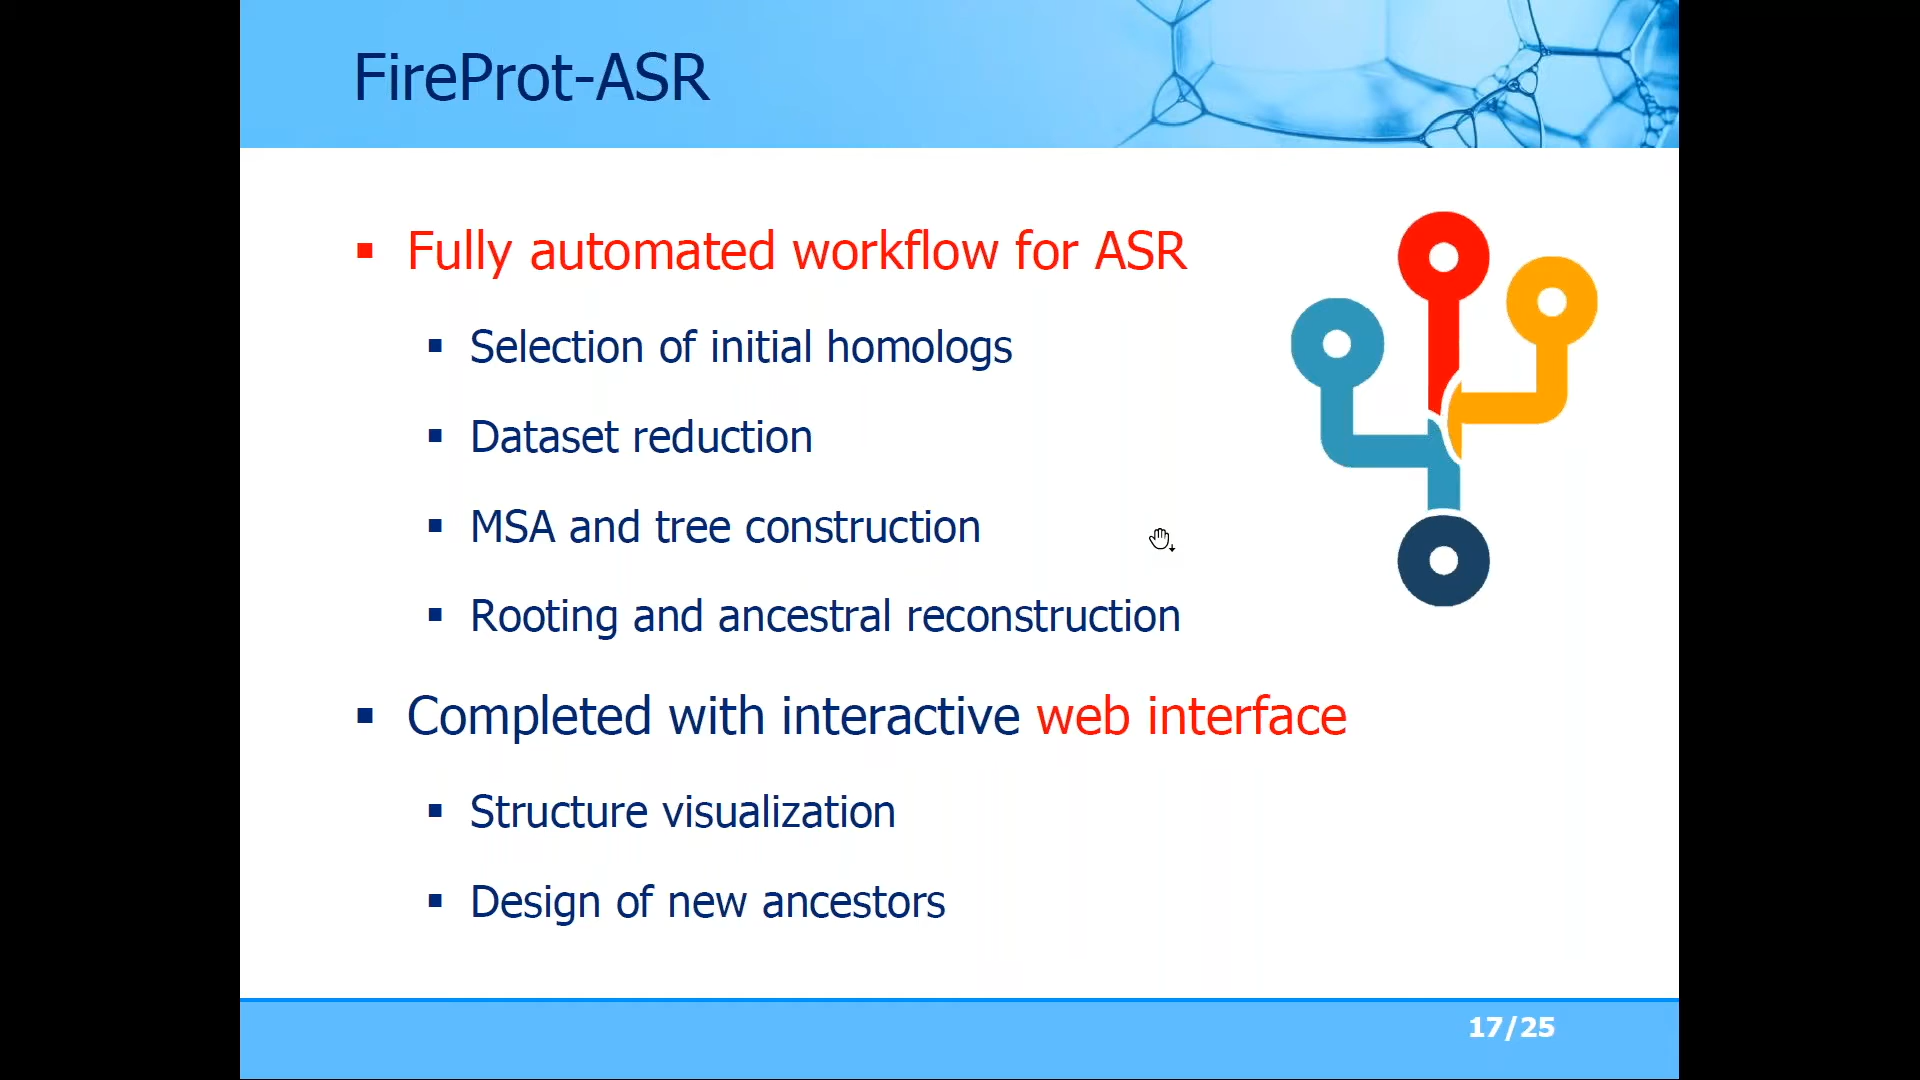 FireProt-ASR
▪ Fully automated workflow for ASR
▪ Selection of initial homologs
▪ Dataset reduction
▪ MSA and tree construction
▪ Rooting and ancestral reconstruction
▪ Completed with interactive web interface
▪ Structure visualization
▪ Design of new ancestors
17/25